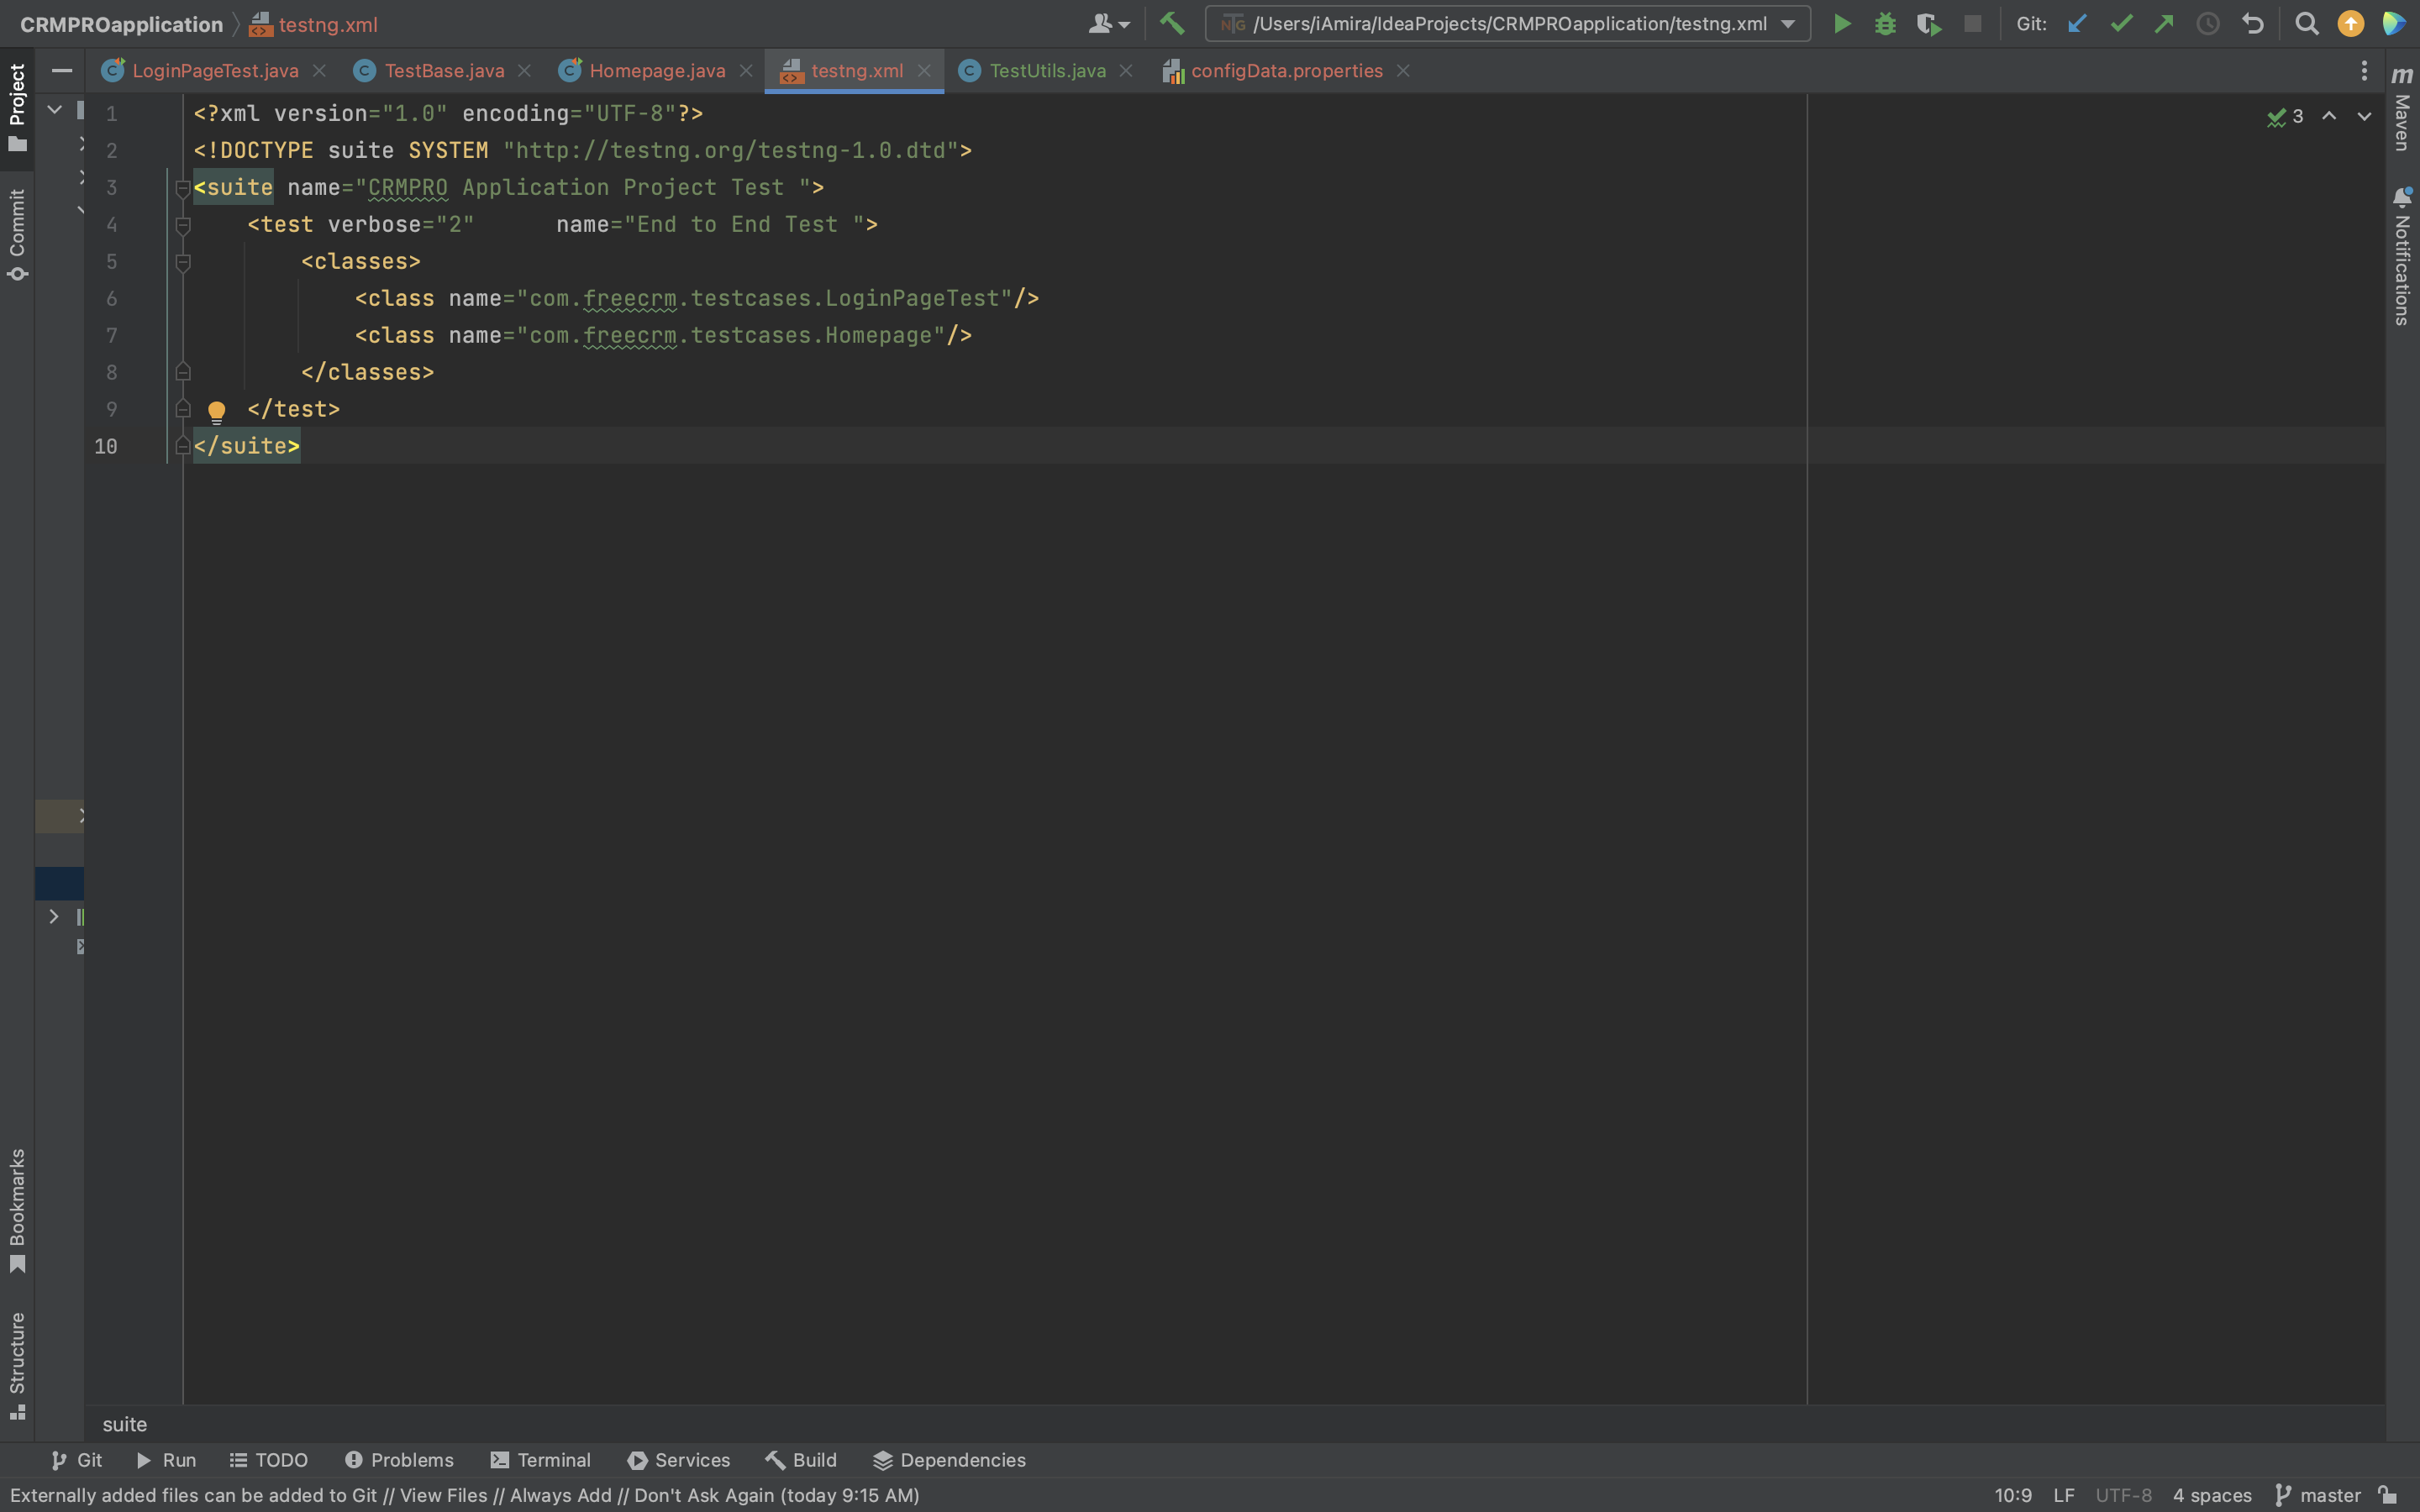 CRMPROapplication testng.xml /Users/iAmira/IdeaProjects/CRMPROapplication/testng.xml Git:
LoginPageTest.java TestBase.java Homepage.java testng.xml TestUtils.java configData.properties
Project
Commit
Bookmarks
Structure
1 <?xml version="1.0" encoding="UTF-8"?>
2 <!DOCTYPE suite SYSTEM "http://testng.org/testng-1.0.dtd">
3 <suite name="CRMPRO Application Project Test ">
4     <test verbose="2"      name="End to End Test ">
5         <classes>
6             <class name="com.freecrm.testcases.LoginPageTest"/>
7             <class name="com.freecrm.testcases.Homepage"/>
8         </classes>
9     </test>
10 </suite>
3
m Maven
Notifications
suite
Git Run TODO Problems Terminal Services Build Dependencies
Externally added files can be added to Git // View Files // Always Add // Don't Ask Again (today 9:15 AM) 10:9 LF UTF-8 4 spaces master